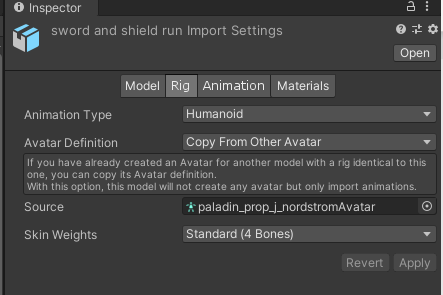 Inspector
sword and shield run Import Settings
Open
Model Rig Animation Materials
Animation Type Humanoid
Avatar Definition Copy From Other Avatar
If you have already created an Avatar for another model with a rig identical to this
one, you can copy its Avatar definition.
With this option, this model will not create any avatar but only import animations.
Source paladin_prop_j_nordstromAvatar
Skin Weights Standard (4 Bones)
Revert Apply